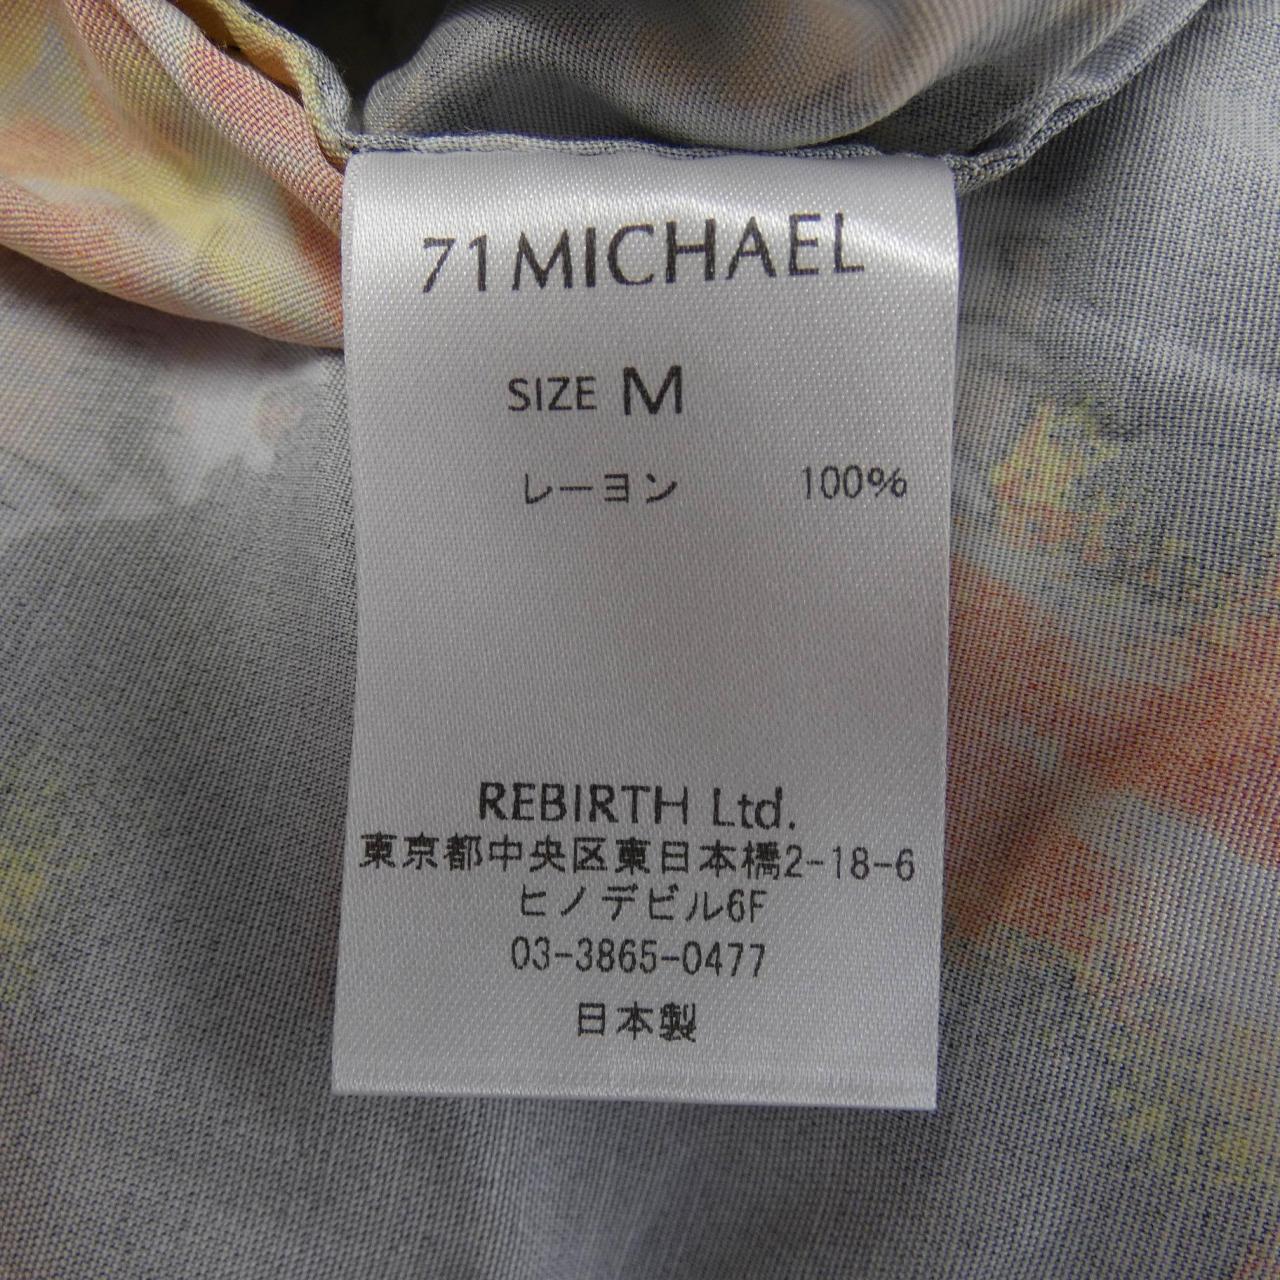 71MICHAEL
SIZE M
レーヨン 100%
REBIRTH Ltd.
東京都中央区東日本橋2-18-6
ヒノデビル6F
03-3865-0477
日本製